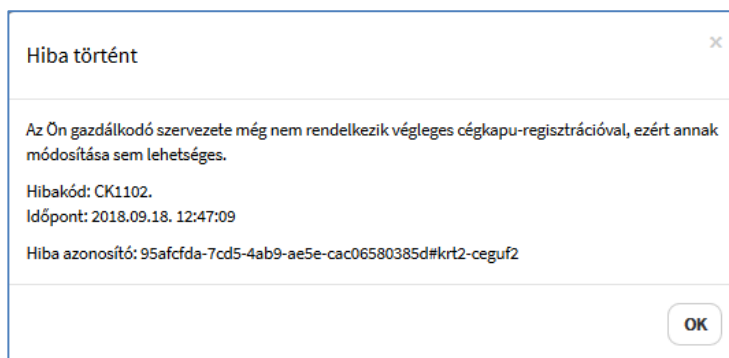 Hiba történt
×
Az Ön gazdálkodó szervezete még nem rendelkezik végleges cégkapu-regisztrációval, ezért annak
módosítása sem lehetséges.
Hibakód: CK1102.
Időpont: 2018.09.18. 12:47:09
Hiba azonosító: 95afcfda-7cd5-4ab9-ae5e-cac06580385d#krt2-ceguf2
OK